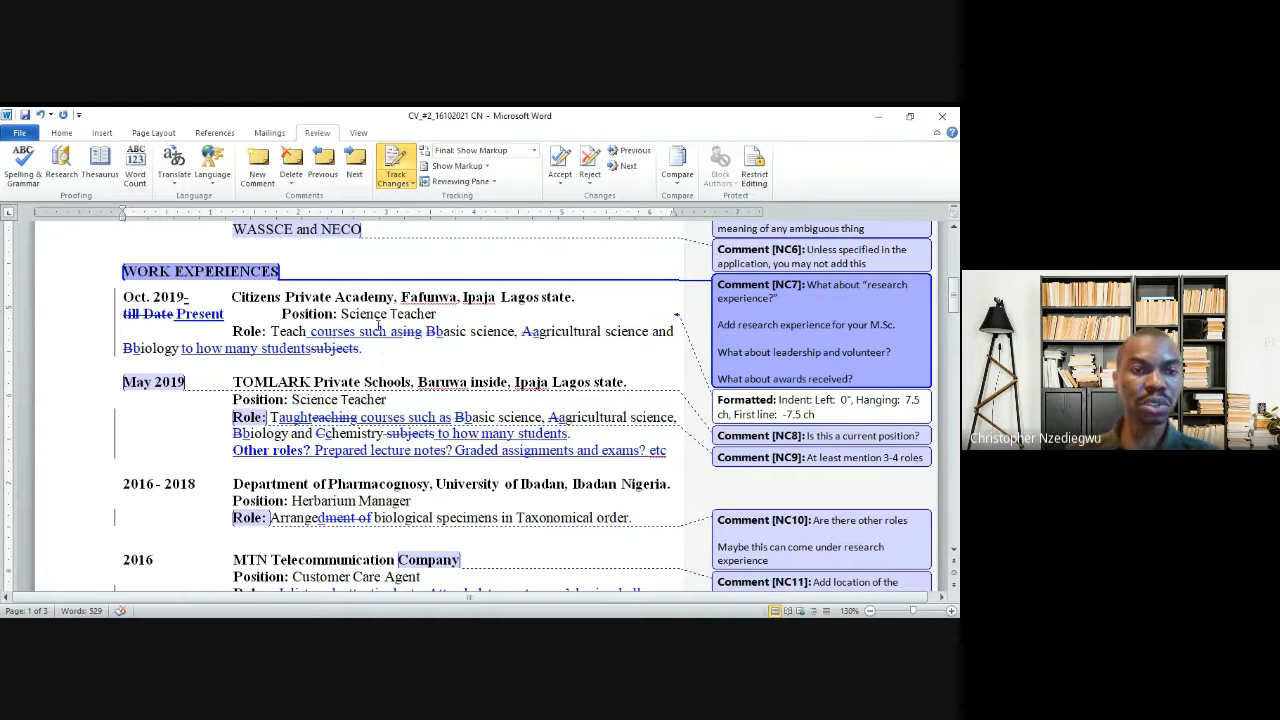 CV_#2_16102021 CN - Microsoft Word
File Home Insert Page Layout References Mailings Review View
Spelling & Grammar
Research
Thesaurus
Word Count
Translate
Language
New Comment
Delete
Previous
Next
Track Changes
Final: Show Markup
Show Markup
Reviewing Pane
Accept
Reject
Previous
Next
Compare
Block Authors
Restrict Editing
Proofing Language Comments Tracking Changes Compare Protect
WASSCE and NECO
WORK EXPERIENCES
Oct. 2019- Citizens Private Academy, Fafunwa, Ipaja Lagos state.
till Date Present Position: Science Teacher
Role: Teach courses such asing Bbasic science, Aagricultural science and
Bbiology to how many studentssubjects.
May 2019 TOMLARK Private Schools, Baruwa inside, Ipaja Lagos state.
Position: Science Teacher
Role: Taughteaching courses such as Bbasic science, Aagricultural science,
Bbiology and Cchemistry subjects to how many students.
Other roles? Prepared lecture notes? Graded assignments and exams? etc
2016 - 2018 Department of Pharmacognosy, University of Ibadan, Ibadan Nigeria.
Position: Herbarium Manager
Role: Arrangedment of biological specimens in Taxonomical order.
2016 MTN Telecommunication Company
Position: Customer Care Agent
meaning of any ambiguous thing
Comment [NC6]: Unless specified in the
application, you may not add this
Comment [NC7]: What about "research
experience?"
Add research experience for your M.Sc.
What about leadership and volunteer?
What about awards received?
Formatted: Indent: Left: 0", Hanging: 7.5
ch, First line: -7.5 ch
Comment [NC8]: Is this a current position?
Comment [NC9]: At least mention 3-4 roles
Comment [NC10]: Are there other roles
Maybe this can come under research
experience
Comment [NC11]: Add location of the
Page: 1 of 3 Words: 529 130%
Christopher Nzediegwu